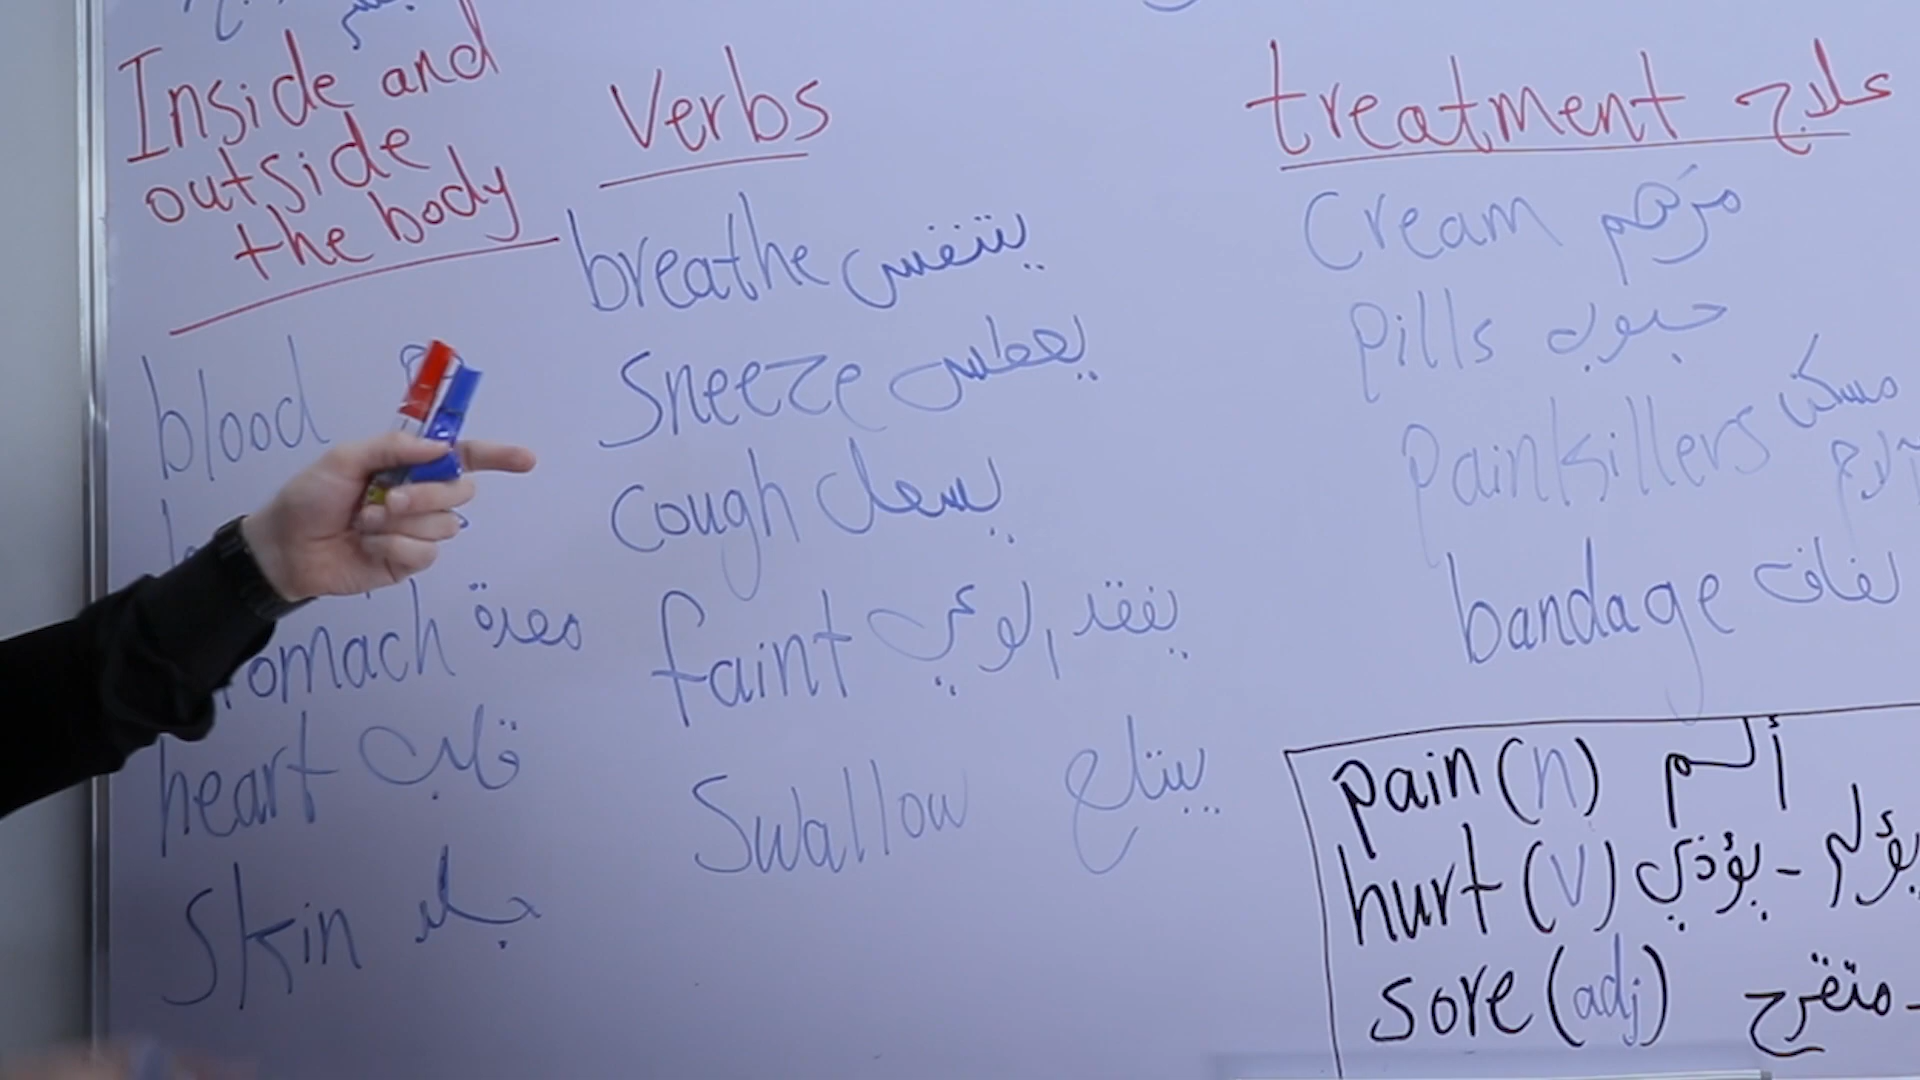 Inside and
outside
the body
blood
stomach معدة
heart قلب
skin جلد
Verbs
breathe يتنفس
sneeze يعطس
cough يسعل
faint يفقد الوعي
swallow يبتلع
treatment علاج
cream مرهم
pills حبوب
painkillers مسكن
bandage لفاف
pain (n) ألم
hurt (v) يؤلم - يؤذي
sore (adj) متقرح -